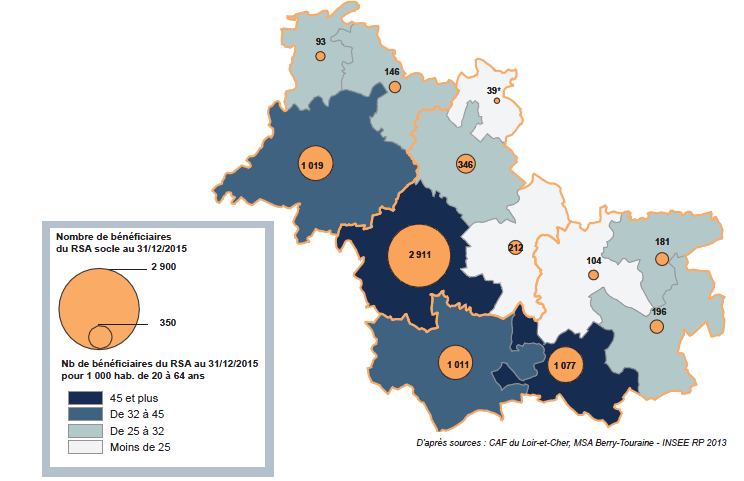 93
146
39*
1 019
346
2 911
212
104
181
196
1 011
1 077
Nombre de bénéficiaires
du RSA socle au 31/12/2015
2 900
350
Nb de bénéficiaires du RSA au 31/12/2015
pour 1 000 hab. de 20 à 64 ans
45 et plus
De 32 à 45
De 25 à 32
Moins de 25
D'après sources : CAF du Loir-et-Cher, MSA Berry-Touraine - INSEE RP 2013